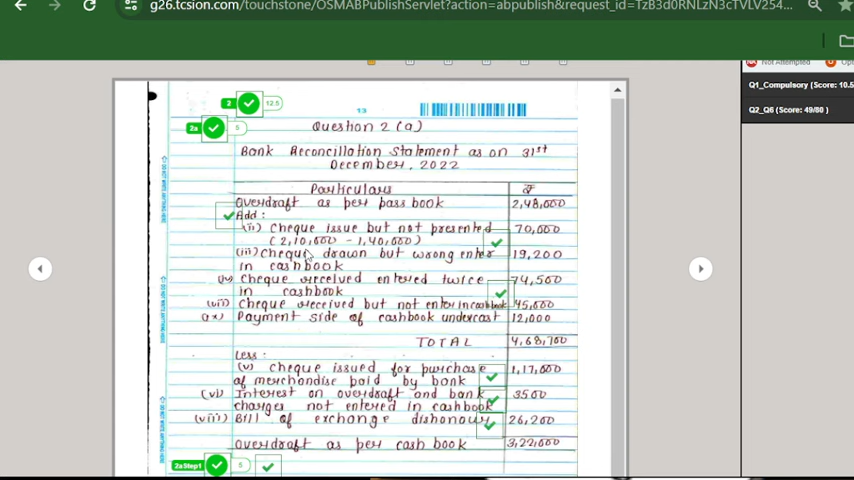 g26.tcsion.com/touchstone/OSMABPublishServlet?action=abpublish&request_id=TzB3d0RNLzN3cTVLV254...
Not Attempted
Q1_Compulsory (Score: 10.5
Q2_Q6 (Score: 49/80 )
2 12.5
13
2a 5
Question 2 (a)
Bank Reconcillation Statement as on 31st
December, 2022
Particulars ₹
Overdraft as per pass book 2,48,000
Add:
(ii) Cheque issue but not presented 70,000
(2,10,000 - 1,40,000)
(iii) Cheque drawn but wrong enter 19,200
in cashbook
(iv) Cheque received entered twice 74,500
in cashbook
(vii) Cheque received but not enter in cashbook 45,000
(ix) Payment side of cashbook undercast 12,000
TOTAL 4,68,700
Less:
(v) Cheque issued for purchase 1,17,000
of merchandise paid by bank
(vi) Interest on overdraft and bank 3500
charges not entered in cashbook
(viii) Bill of exchange dishonour 26,200
Overdraft as per cash book 3,22,000
2a Step1 5